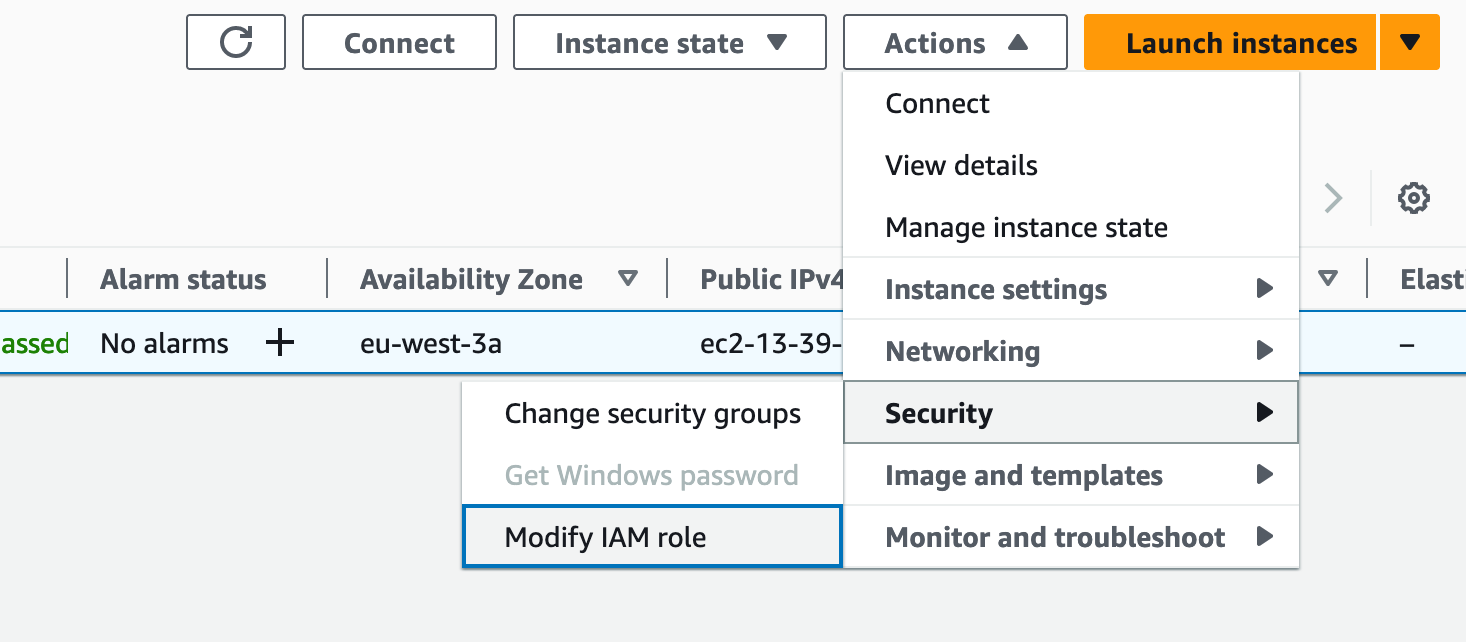 Connect
Instance state
Actions
Launch instances
Connect
View details
Manage instance state
Alarm status
Availability Zone
Public IPv4
Instance settings
Elast
assed
No alarms
eu-west-3a
ec2-13-39-
Networking
–
Change security groups
Security
Get Windows password
Image and templates
Modify IAM role
Monitor and troubleshoot